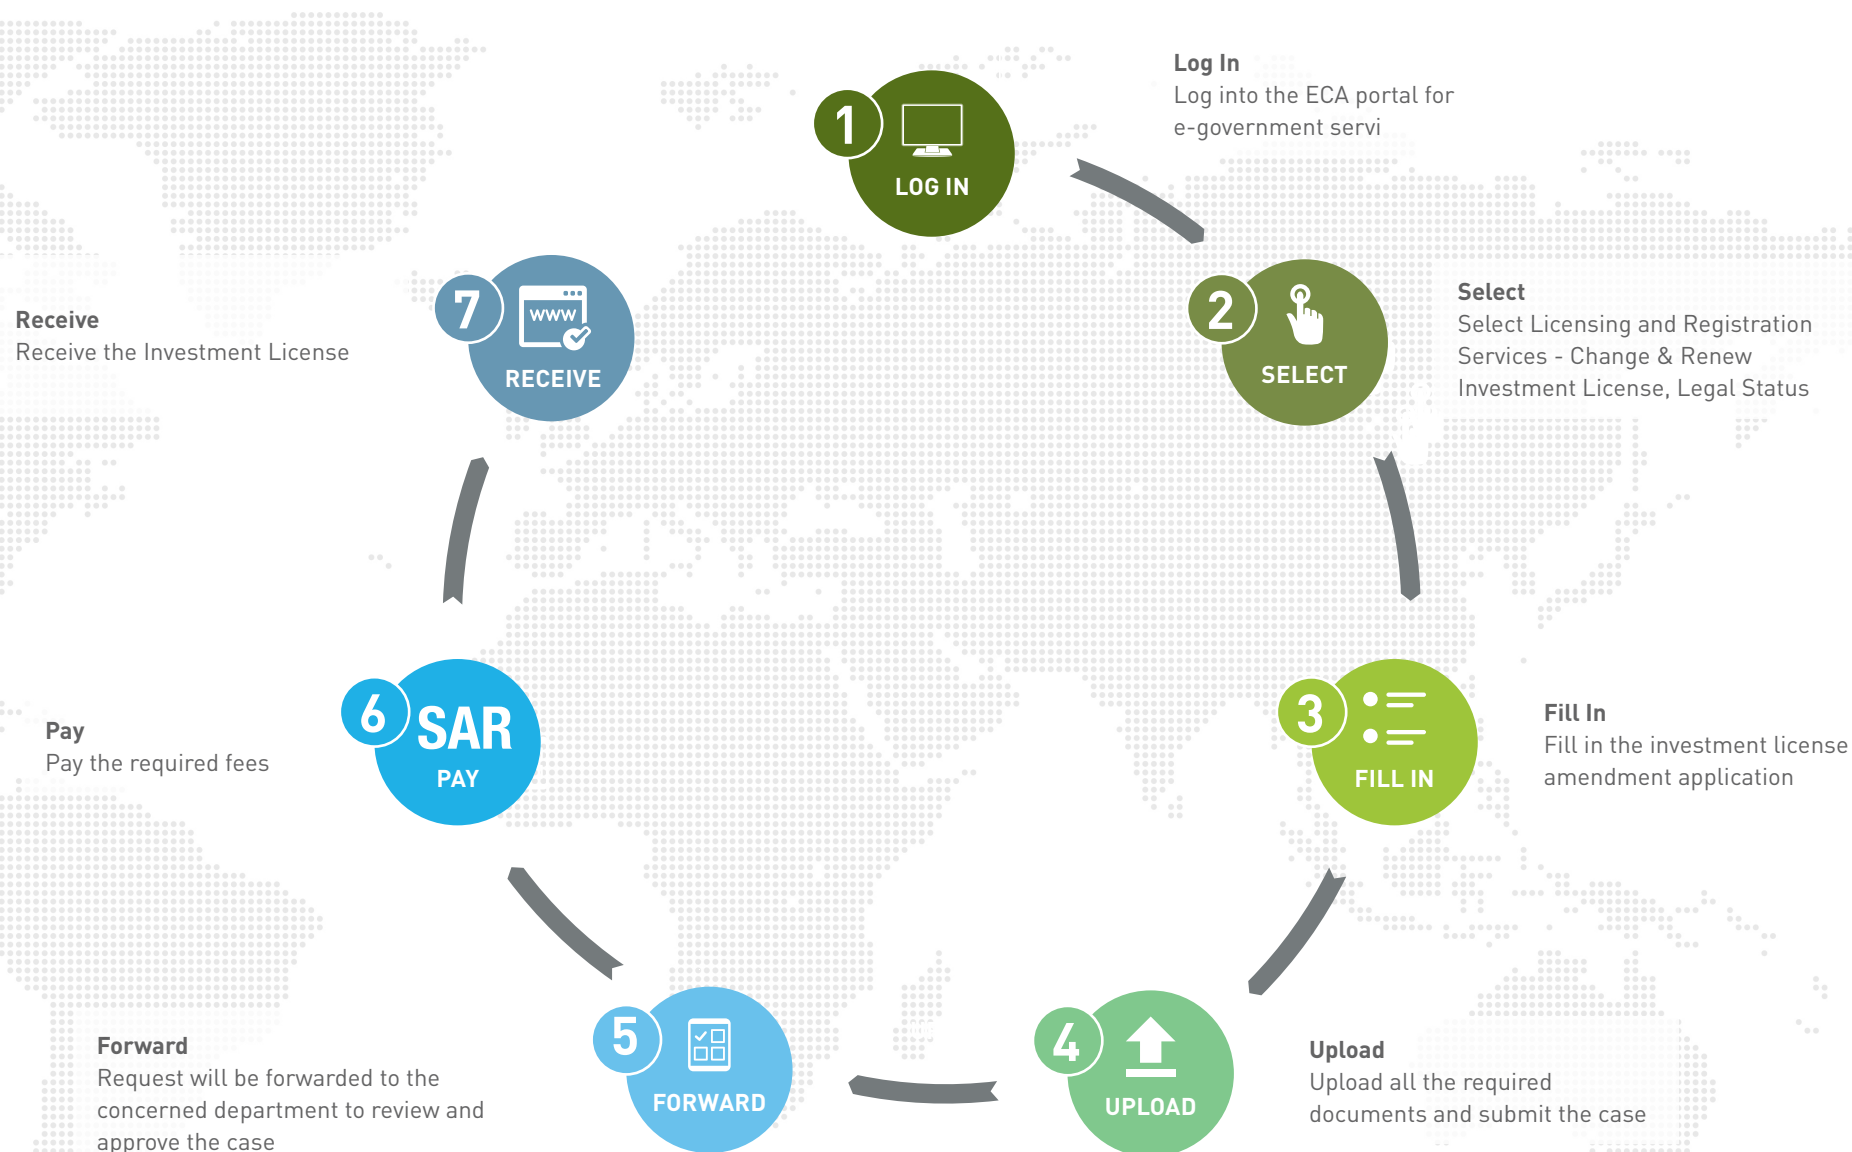 1
LOG IN
Log In
Log into the ECA portal for
e-government servi
2
SELECT
Select
Select Licensing and Registration
Services - Change & Renew
Investment License, Legal Status
3
FILL IN
Fill In
Fill in the investment license
amendment application
4
UPLOAD
Upload
Upload all the required
documents and submit the case
5
FORWARD
Forward
Request will be forwarded to the
concerned department to review and
approve the case
6
SAR
PAY
Pay
Pay the required fees
7
www
RECEIVE
Receive
Receive the Investment License